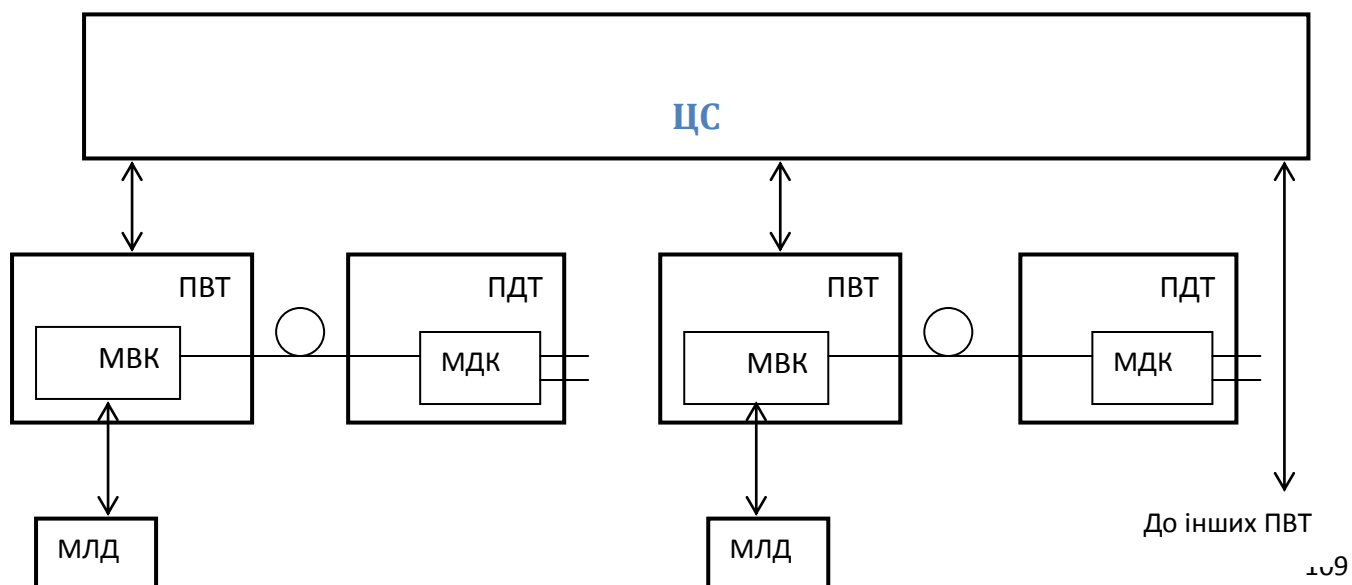 ЦС
ПВТ ПДТ ПВТ ПДТ
МВК МДК МВК МДК
До інших ПВТ
МЛД МЛД